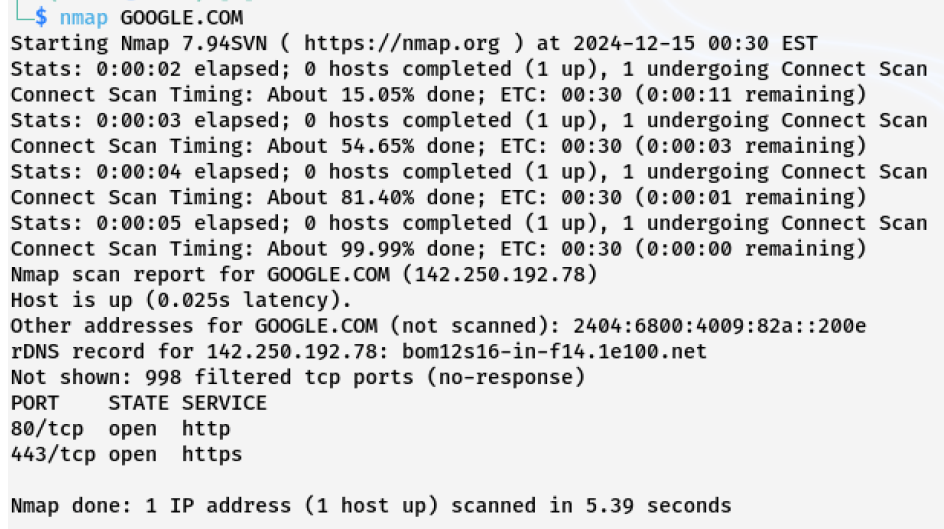 $ nmap GOOGLE.COM
Starting Nmap 7.94SVN ( https://nmap.org ) at 2024-12-15 00:30 EST
Stats: 0:00:02 elapsed; 0 hosts completed (1 up), 1 undergoing Connect Scan
Connect Scan Timing: About 15.05% done; ETC: 00:30 (0:00:11 remaining)
Stats: 0:00:03 elapsed; 0 hosts completed (1 up), 1 undergoing Connect Scan
Connect Scan Timing: About 54.65% done; ETC: 00:30 (0:00:03 remaining)
Stats: 0:00:04 elapsed; 0 hosts completed (1 up), 1 undergoing Connect Scan
Connect Scan Timing: About 81.40% done; ETC: 00:30 (0:00:01 remaining)
Stats: 0:00:05 elapsed; 0 hosts completed (1 up), 1 undergoing Connect Scan
Connect Scan Timing: About 99.99% done; ETC: 00:30 (0:00:00 remaining)
Nmap scan report for GOOGLE.COM (142.250.192.78)
Host is up (0.025s latency).
Other addresses for GOOGLE.COM (not scanned): 2404:6800:4009:82a::200e
rDNS record for 142.250.192.78: bom12s16-in-f14.1e100.net
Not shown: 998 filtered tcp ports (no-response)
PORT    STATE SERVICE
80/tcp  open  http
443/tcp open  https
Nmap done: 1 IP address (1 host up) scanned in 5.39 seconds